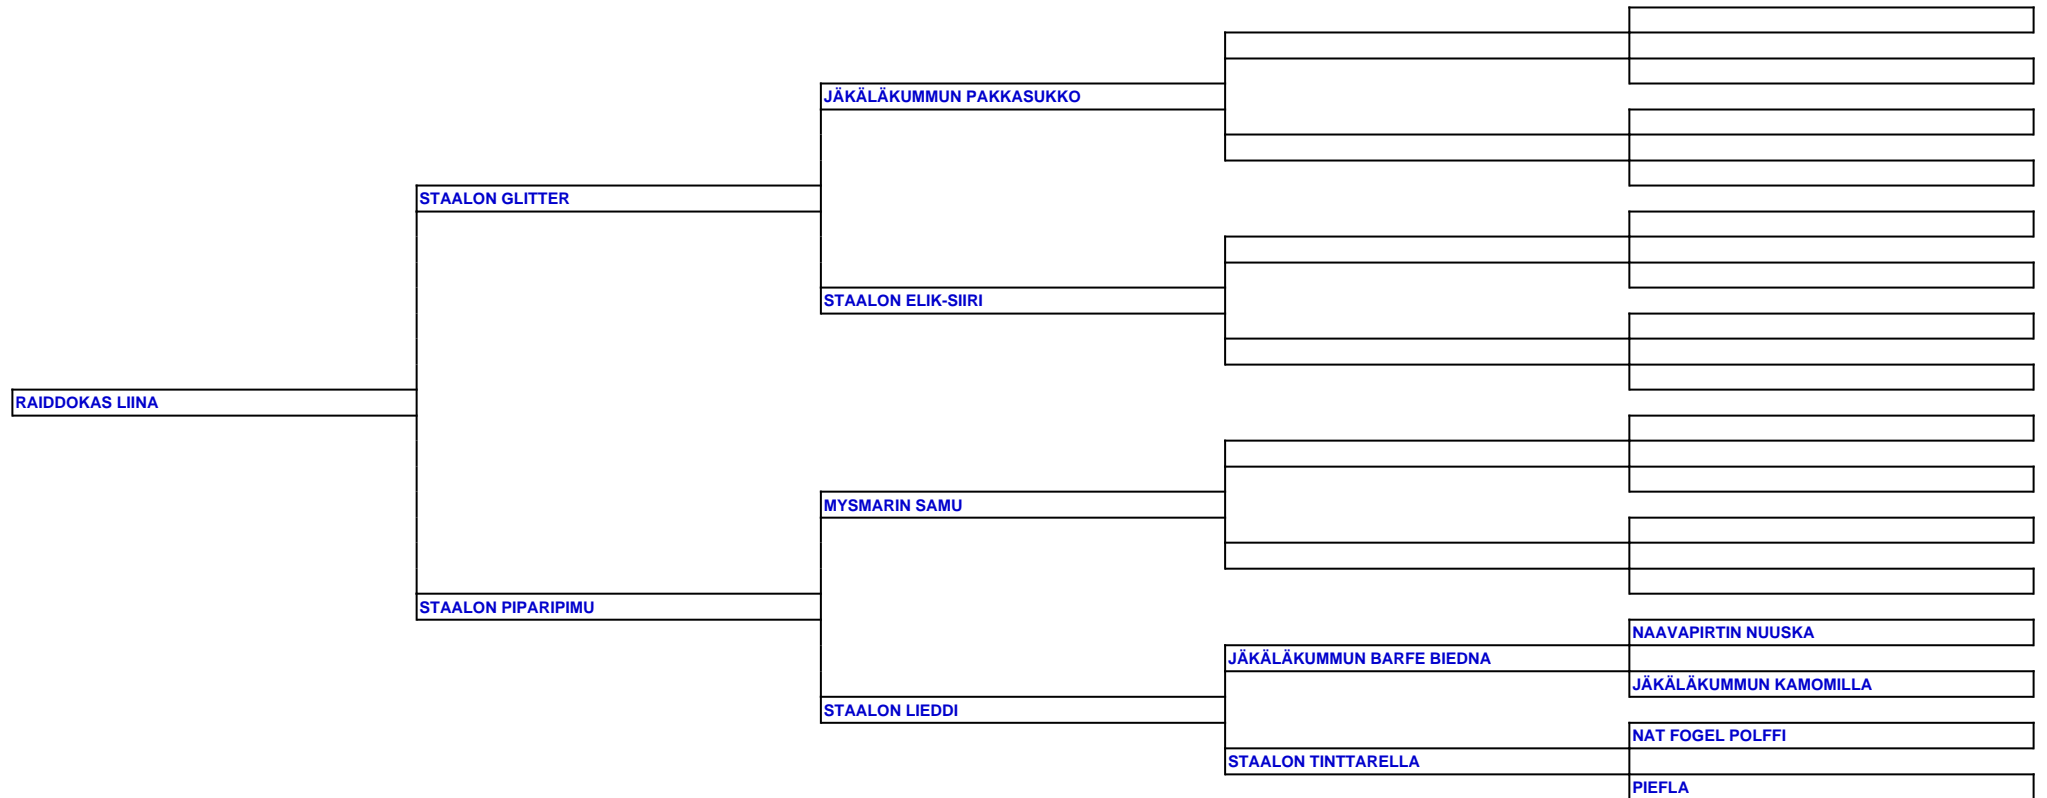 JÄKÄLÄKUMMUN PAKKASUKKO
STAALON GLITTER
STAALON ELIK-SIIRI
RAIDDOKAS LIINA
MYSMARIN SAMU
STAALON PIPARIPIMU
NAAVAPIRTIN NUUSKA
JÄKÄLÄKUMMUN BARFE BIEDNA
JÄKÄLÄKUMMUN KAMOMILLA
STAALON LIEDDI
NAT FOGEL POLFFI
STAALON TINTTARELLA
PIEFLA